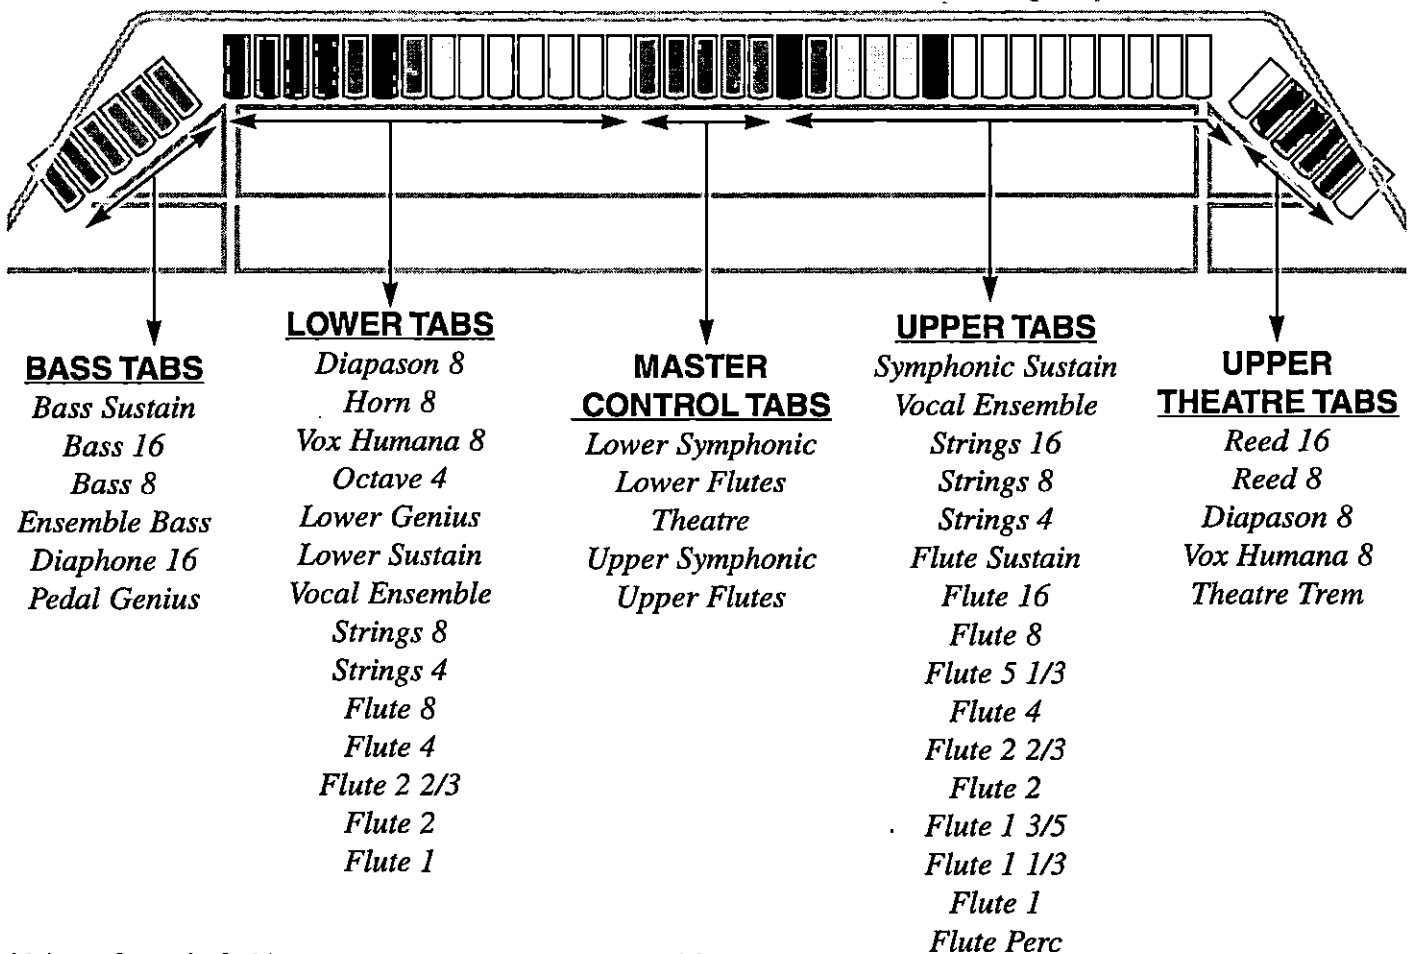 BASS TABS
Bass Sustain
Bass 16
Bass 8
Ensemble Bass
Diaphone 16
Pedal Genius
LOWER TABS
Diapason 8
Horn 8
Vox Humana 8
Octave 4
Lower Genius
Lower Sustain
Vocal Ensemble
Strings 8
Strings 4
Flute 8
Flute 4
Flute 2 2/3
Flute 2
Flute 1
MASTER
CONTROL TABS
Lower Symphonic
Lower Flutes
Theatre
Upper Symphonic
Upper Flutes
UPPER TABS
Symphonic Sustain
Vocal Ensemble
Strings 16
Strings 8
Strings 4
Flute Sustain
Flute 16
Flute 8
Flute 5 1/3
Flute 4
Flute 2 2/3
Flute 2
Flute 1 3/5
Flute 1 1/3
Flute 1
Flute Perc
UPPER
THEATRE TABS
Reed 16
Reed 8
Diapason 8
Vox Humana 8
Theatre Trem